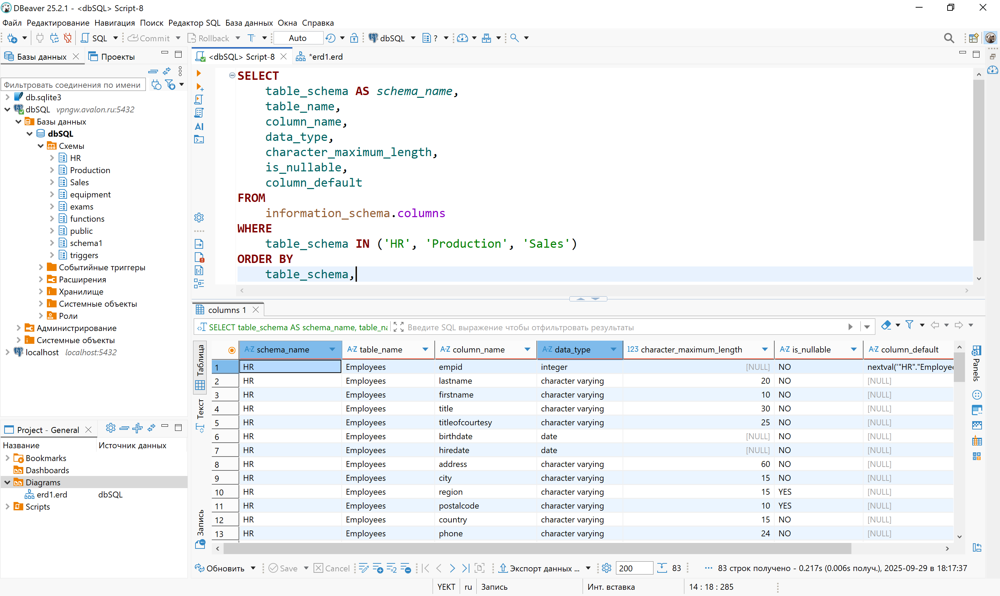 DBeaver 25.2.1 - <dbSQL> Script-8
Файл Редактирование Навигация Поиск Редактор SQL База данных Окна Справка
SQL Commit Rollback Auto dbSQL ?
Базы данных Проекты
Фильтровать соединения по имени
db.sqlite3
dbSQL vpngw.avalon.ru:5432
Базы данных
dbSQL
Схемы
HR
Production
Sales
equipment
exams
functions
public
schema1
triggers
Событийные триггеры
Расширения
Хранилище
Системные объекты
Роли
Администрирование
Системные объекты
localhost localhost:5432
Project - General
Название Источник данных
Bookmarks
Dashboards
Diagrams
erd1.erd dbSQL
Scripts
<dbSQL> Script-8 *erd1.erd
AI
SELECT
table_schema AS schema_name,
table_name,
column_name,
data_type,
character_maximum_length,
is_nullable,
column_default
FROM
information_schema.columns
WHERE
table_schema IN ('HR', 'Production', 'Sales')
ORDER BY
table_schema,
columns 1
SELECT table_schema AS schema_name, table_na Введите SQL выражение чтобы отфильтровать результаты
Таблица
Текст
Запись
Panels
A-Z schema_name A-Z table_name A-Z column_name A-Z data_type 123 character_maximum_length A-Z is_nullable A-Z column_default
1 HR Employees empid integer [NULL] NO nextval('"HR"."Employee
2 HR Employees lastname character varying 20 NO [NULL]
3 HR Employees firstname character varying 10 NO [NULL]
4 HR Employees title character varying 30 NO [NULL]
5 HR Employees titleofcourtesy character varying 25 NO [NULL]
6 HR Employees birthdate date [NULL] NO [NULL]
7 HR Employees hiredate date [NULL] NO [NULL]
8 HR Employees address character varying 60 NO [NULL]
9 HR Employees city character varying 15 NO [NULL]
10 HR Employees region character varying 15 YES [NULL]
11 HR Employees postalcode character varying 10 YES [NULL]
12 HR Employees country character varying 15 NO [NULL]
13 HR Employees phone character varying 24 NO [NULL]
Обновить Save Cancel Экспорт данных ... 200 83 ··· 83 строк получено - 0.217s (0.006s получ.), 2025-09-29 в 18:17:37
YEKT ru Запись Инт. вставка 14 : 18 : 285